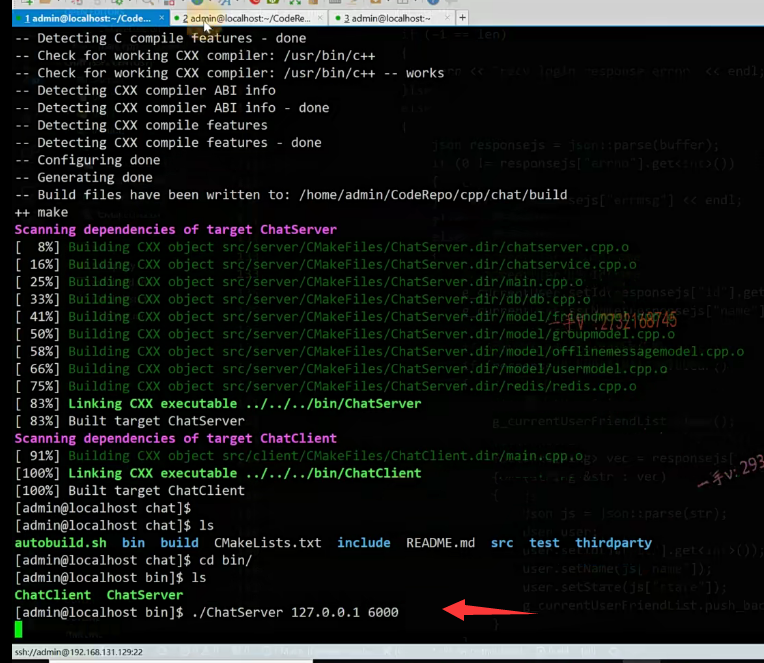 1 admin@localhost:~/Code... × 2 admin@localhost:~/CodeRe... × 3 admin@localhost:~ × +
-- Detecting C compile features - done
-- Check for working CXX compiler: /usr/bin/c++
-- Check for working CXX compiler: /usr/bin/c++ -- works
-- Detecting CXX compiler ABI info
-- Detecting CXX compiler ABI info - done
-- Detecting CXX compile features
-- Detecting CXX compile features - done
-- Configuring done
-- Generating done
-- Build files have been written to: /home/admin/CodeRepo/cpp/chat/build
++ make
Scanning dependencies of target ChatServer
[  8%] Building CXX object src/server/CMakeFiles/ChatServer.dir/chatserver.cpp.o
[ 16%] Building CXX object src/server/CMakeFiles/ChatServer.dir/chatservice.cpp.o
[ 25%] Building CXX object src/server/CMakeFiles/ChatServer.dir/main.cpp.o
[ 33%] Building CXX object src/server/CMakeFiles/ChatServer.dir/db/db.cpp.o
[ 41%] Building CXX object src/server/CMakeFiles/ChatServer.dir/model/friendmodel.cpp.o
[ 50%] Building CXX object src/server/CMakeFiles/ChatServer.dir/model/groupmodel.cpp.o
[ 58%] Building CXX object src/server/CMakeFiles/ChatServer.dir/model/offlinemessagemodel.cpp.o
[ 66%] Building CXX object src/server/CMakeFiles/ChatServer.dir/model/usermodel.cpp.o
[ 75%] Building CXX object src/server/CMakeFiles/ChatServer.dir/redis/redis.cpp.o
[ 83%] Linking CXX executable ../../../bin/ChatServer
[ 83%] Built target ChatServer
Scanning dependencies of target ChatClient
[ 91%] Building CXX object src/client/CMakeFiles/ChatClient.dir/main.cpp.o
[100%] Linking CXX executable ../../../bin/ChatClient
[100%] Built target ChatClient
[admin@localhost chat]$
[admin@localhost chat]$ ls
autobuild.sh bin build CMakeLists.txt include README.md src test thirdparty
[admin@localhost chat]$ cd bin/
[admin@localhost bin]$ ls
ChatClient ChatServer
[admin@localhost bin]$ ./ChatServer 127.0.0.1 6000
ssh://admin@192.168.131.129:22